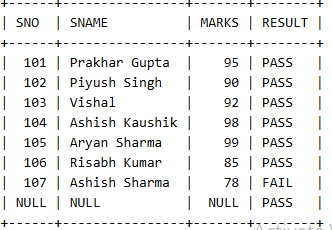 +------+----------------+-------+--------+
| SNO | SNAME | MARKS | RESULT |
+------+----------------+-------+--------+
| 101 | Prakhar Gupta | 95 | PASS |
| 102 | Piyush Singh | 90 | PASS |
| 103 | Vishal | 92 | PASS |
| 104 | Ashish Kaushik | 98 | PASS |
| 105 | Aryan Sharma | 99 | PASS |
| 106 | Risabh Kumar | 85 | PASS |
| 107 | Ashish Sharma | 78 | FAIL |
| NULL | NULL | NULL | PASS |
+------+----------------+-------+--------+